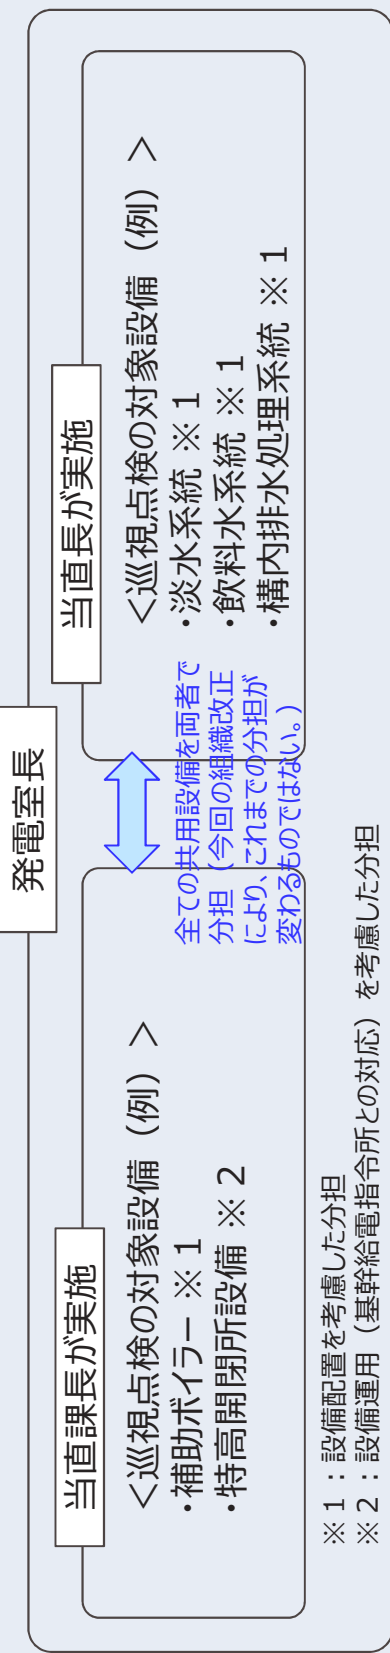 発電室長
当直課長が実施
＜巡視点検の対象設備（例）＞
・補助ボイラー ※１
・特高開閉所設備 ※２
全ての共用設備を両者で
分担（今回の組織改正
により、これまでの分担が
変わるものではない。）
当直長が実施
＜巡視点検の対象設備（例）＞
・淡水系統 ※１
・飲料水系統 ※１
・構内排水処理系統 ※１
※１：設備配置を考慮した分担
※２：設備運用（基幹給電指令所との対応）を考慮した分担